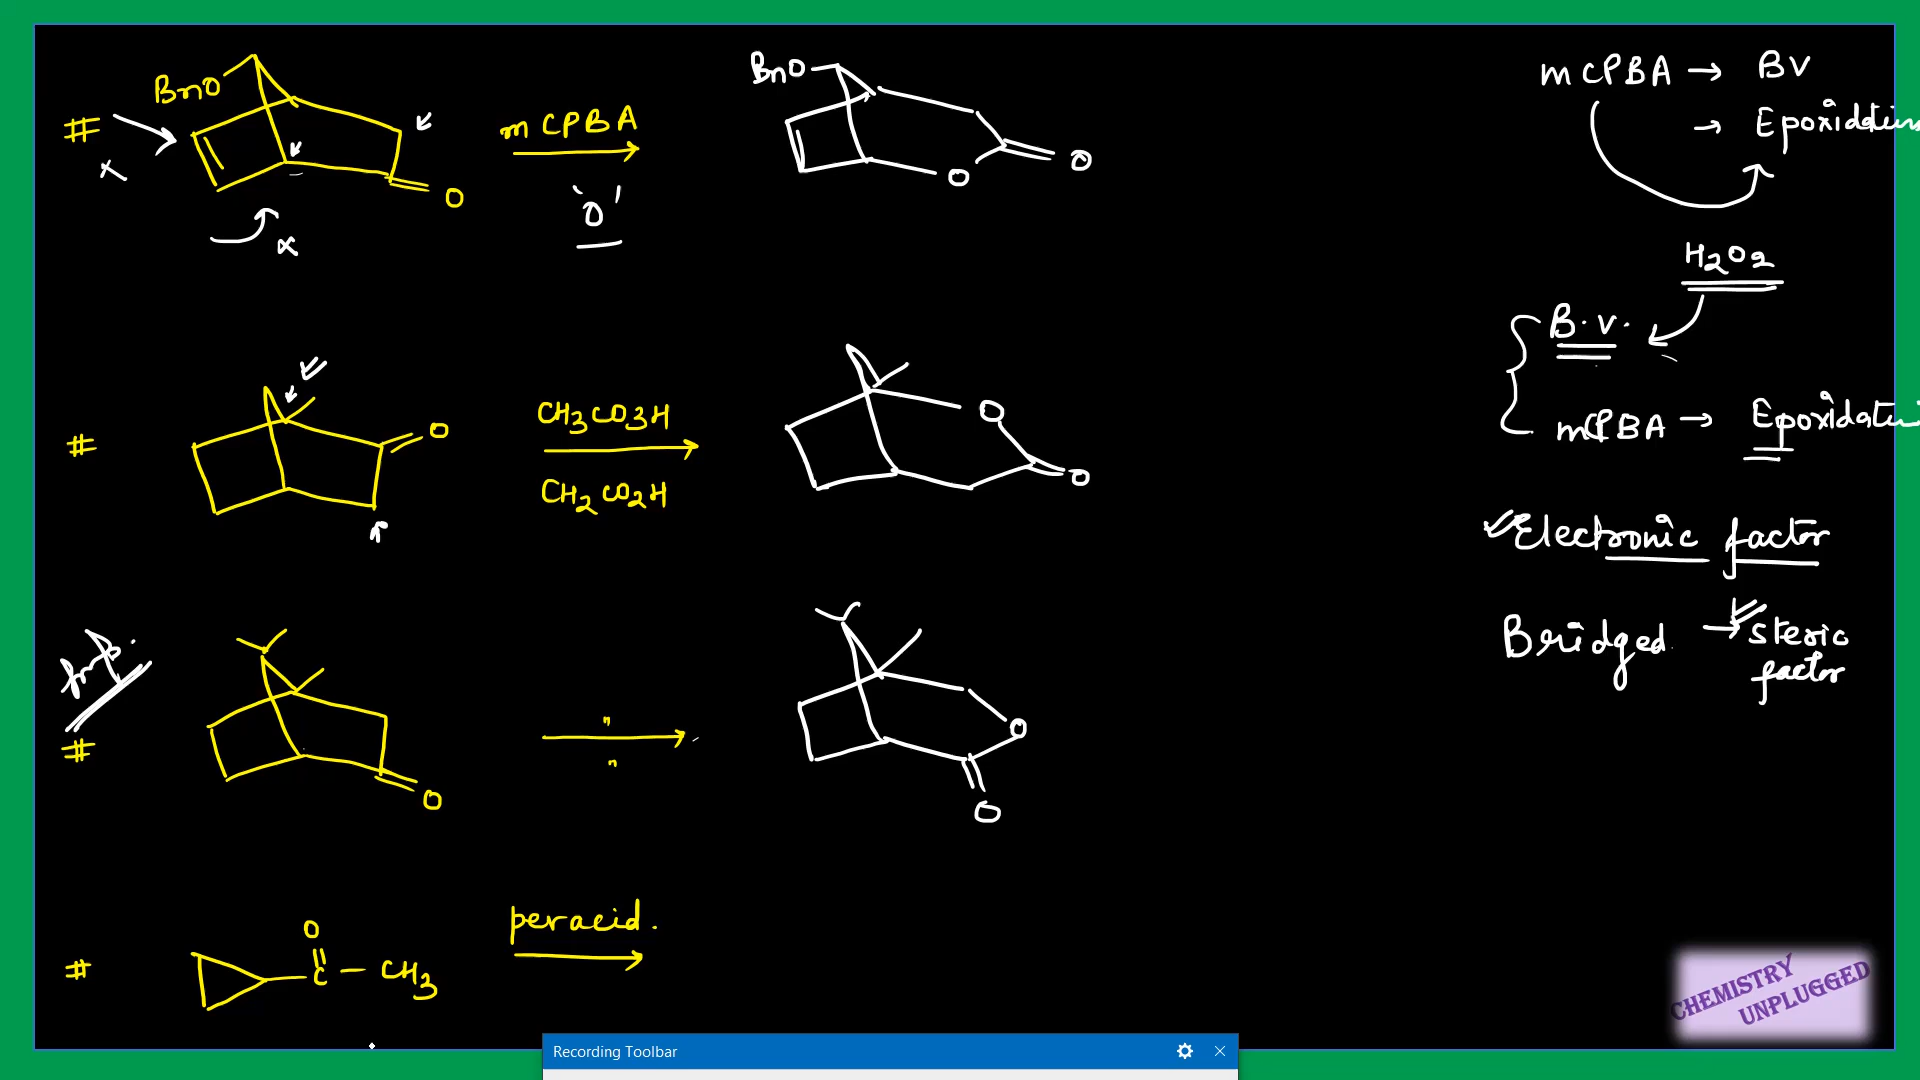 BnO
# x
O
x
mCPBA
'O'
BnO
O
O
mCPBA → BV
→ Epoxidation
H2O2
B.V.
mCPBA → Epoxidation
#
O
CH3CO3H
CH2CO2H
O
O
Electronic factor
Bridged → steric
factor
Imp.
#
O
"
"
O
O
#
O
C — CH3
peracid.
CHEMISTRY
UNPLUGGED
Recording Toolbar